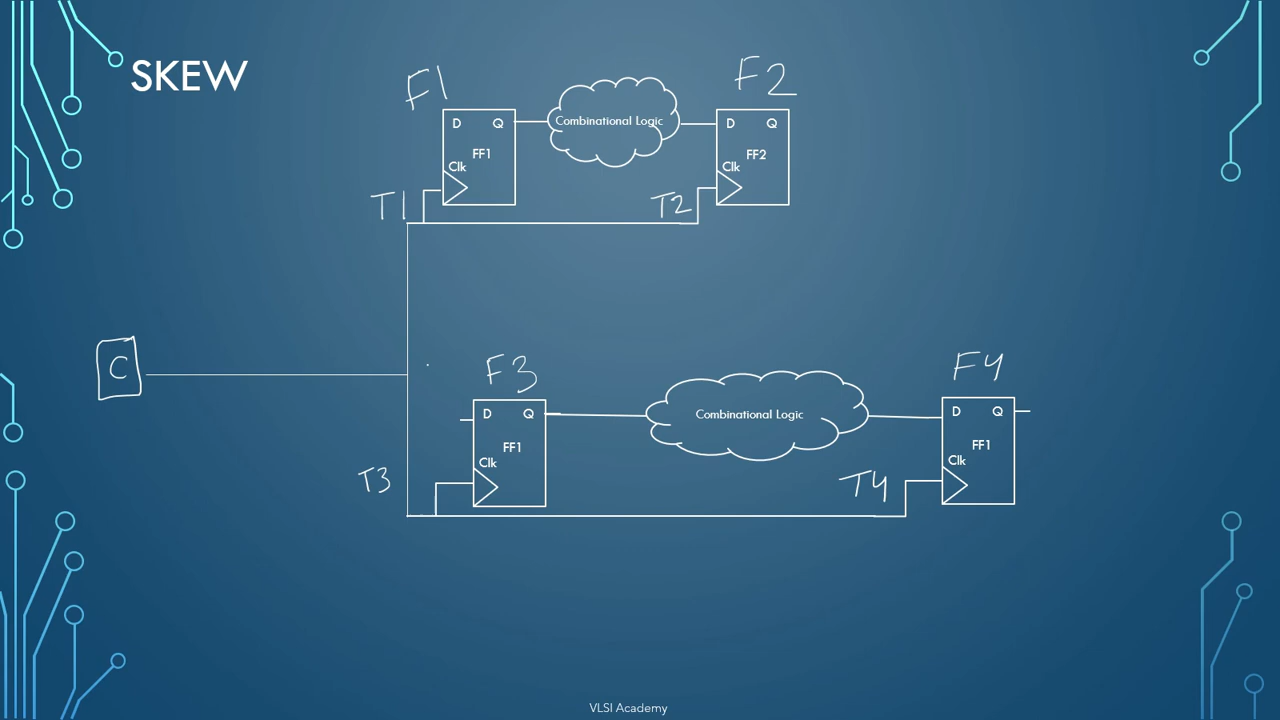 SKEW
F1
F2
D Q
Combinational Logic
D Q
FF1
FF2
Clk
Clk
T1
T2
C
F3
F4
D Q
Combinational Logic
D Q
FF1
FF1
Clk
Clk
T3
T4
VLSI Academy